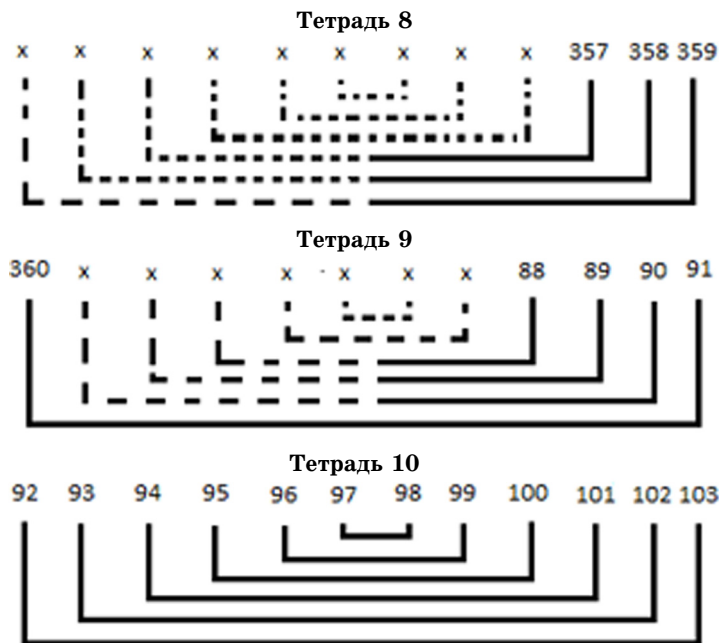 Тетрадь 8
x x x x x x x x x 357 358 359
Тетрадь 9
360 x x x x x x x 88 89 90 91
Тетрадь 10
92 93 94 95 96 97 98 99 100 101 102 103